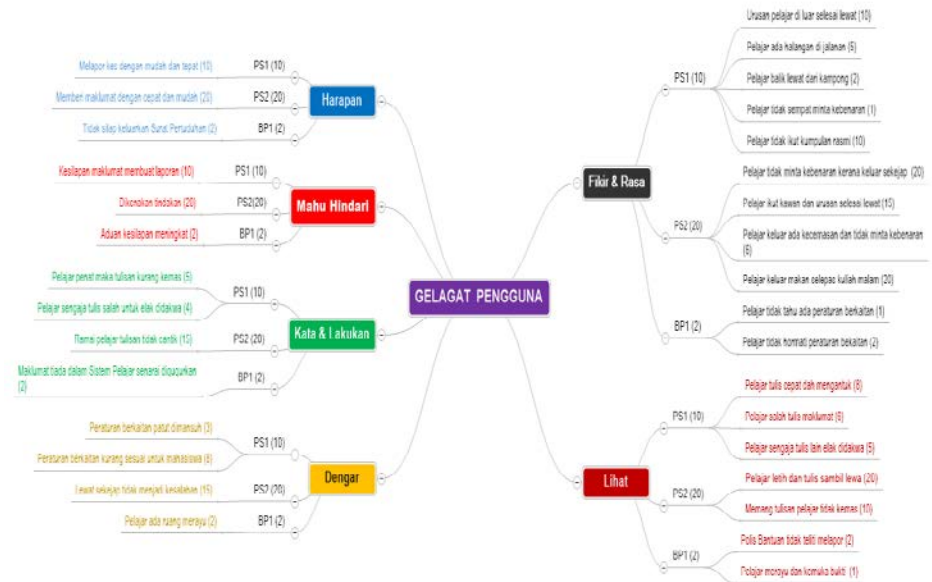 GELAGAT PENGGUNA
Harapan
PS1 (10)
Melapor kes dengan mudah dan tepat (10)
PS2 (20)
Memberi maklumat dengan cepat dan mudah (20)
BP1 (2)
Tidak silap keluarkan Surat Pertuduhan (2)
Mahu Hindari
PS1 (10)
Kesilapan maklumat membuat laporan (10)
PS2(20)
Dikenakan tindakan (20)
BP1 (2)
Aduan kesilapan meningkat (2)
Kata & Lakukan
PS1 (10)
Pelajar penat maka tulisan kurang kemas (5)
Pelajar sengaja tulis salah untuk elak didakwa (4)
PS2 (20)
Ramai pelajar tulisan tidak cantik (15)
BP1 (2)
Maklumat tiada dalam Sistem Pelajar senarai digugurkan
(2)
Dengar
PS1 (10)
Peraturan berkaitan patut dimansuh (3)
Peraturan berkaitan kurang sesuai untuk mahasiswa (8)
PS2 (20)
Lewat sekejap tidak menjadi kesalahan (15)
BP1 (2)
Pelajar ada ruang merayu (2)
Fikir & Rasa
PS1 (10)
Urusan pelajar di luar selesai lewat (10)
Pelajar ada halangan di jalanan (5)
Pelajar balik lewat dari kampong (2)
Pelajar tidak sempat minta kebenaran (1)
Pelajar tidak ikut kumpulan rasmi (10)
PS2 (20)
Pelajar tidak minta kebenaran kerana keluar sekejap (20)
Pelajar ikut kawan dan urusan selesai lewat (15)
Pelajar keluar ada kecemasan dan tidak minta kebenaran
Pelajar keluar makan selepas kuliah malam (20)
BP1 (2)
Pelajar tidak tahu ada peraturan berkaitan (1)
Pelajar tidak hormati peraturan bekaitan (2)
Lihat
PS1 (10)
Pelajar tulis cepat dah mengantuk (8)
Pelajar salah tulis maklumat (6)
Pelajar sengaja tulis lain elak didakwa (5)
PS2 (20)
Pelajar letih dan tulis sambil lewa (20)
Memang tulisan pelajar tidak kemas (10)
BP1 (2)
Polis Bantuan tidak teliti melapor (2)
Pelajar merayu dan kemuka bukti (1)